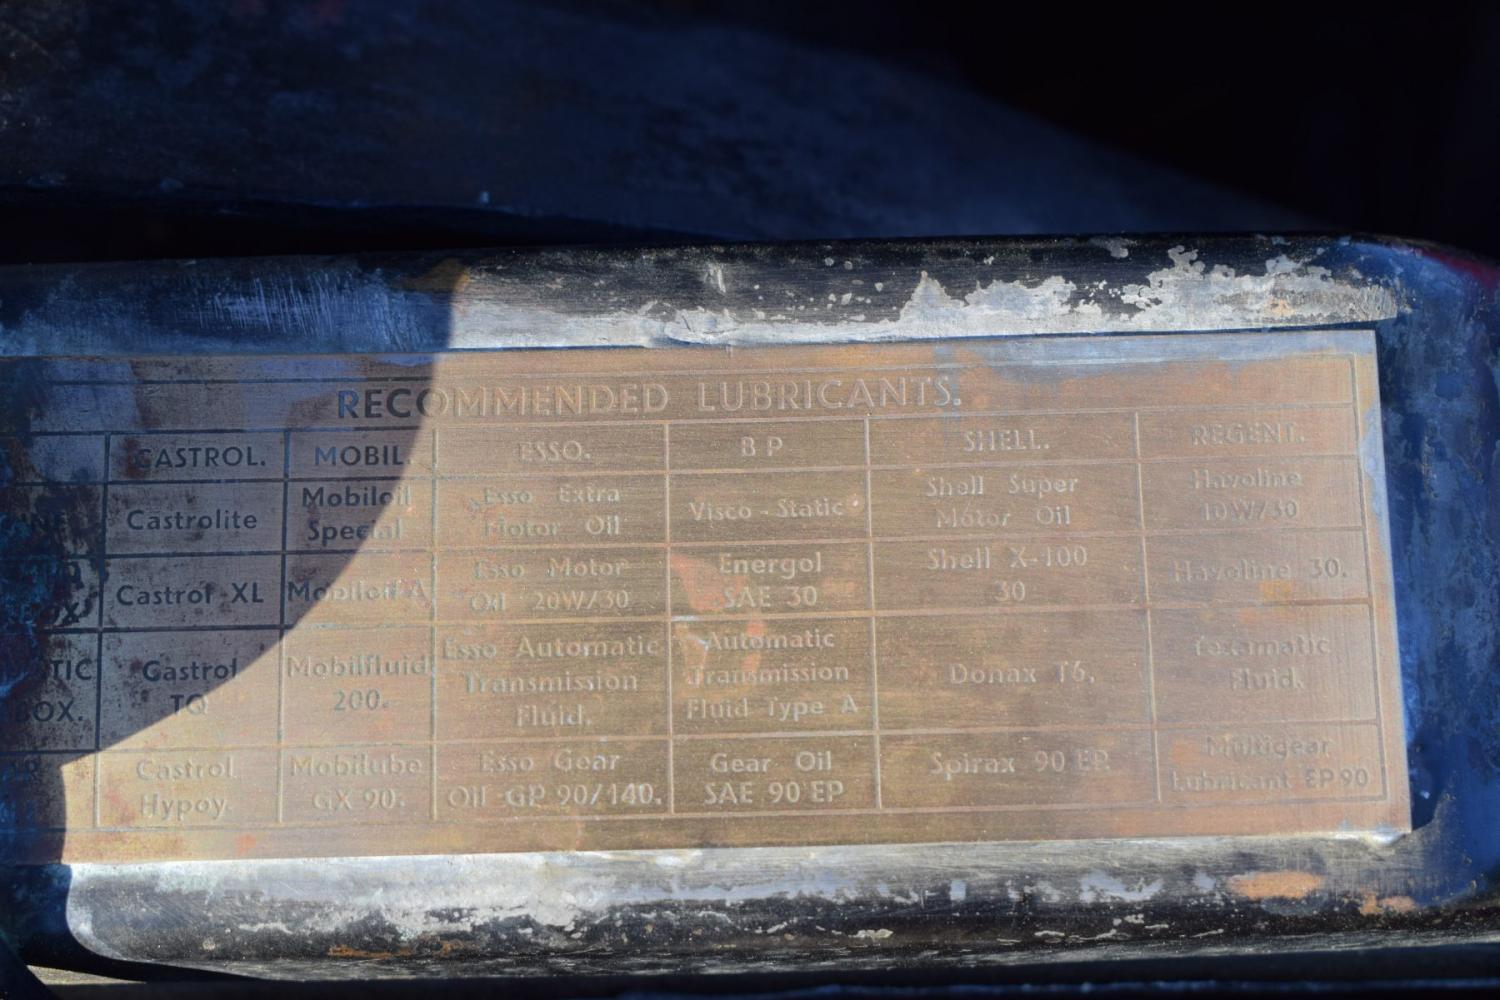 RECOMMENDED LUBRICANTS.
CASTROL. MOBIL. ESSO. BP SHELL. REGENT.
Castrolite
Mobiloil
Special
Esso Extra
Motor Oil
Visco-Static
Shell Super
Motor Oil
Havoline
10W/30
BOX.
Castrol XL
Mobiloil A
Esso Motor
Oil 20W/30
Energol
SAE 30
Shell X-100
30
Havoline 30.
TIC
BOX.
Castrol
TQ
Mobilfluid
200.
Esso Automatic
Transmission
Fluid.
Automatic
Transmission
Fluid Type A
Donax T6.
Texamatic
Fluid.
Castrol
Hypoy.
Mobilube
GX 90.
Esso Gear
Oil GP 90/140.
Gear Oil
SAE 90 EP
Spirax 90 EP.
Multigear
Lubricant EP 90